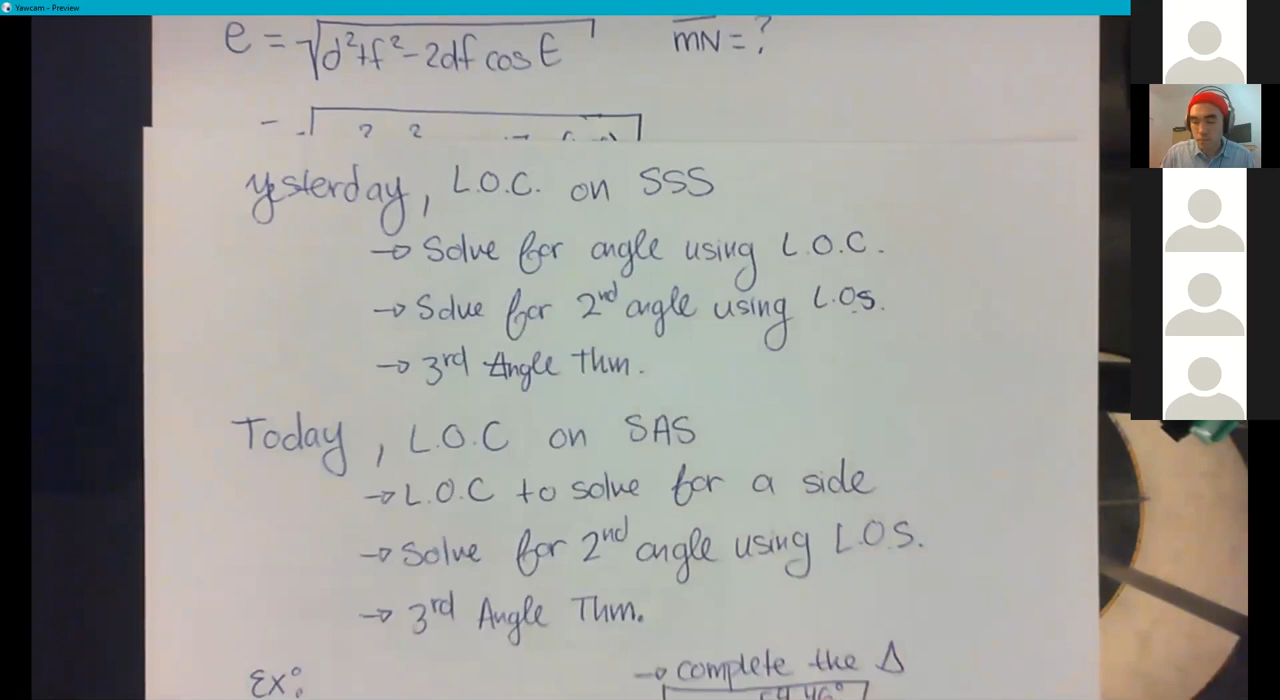 Yawcam - Preview
e = √d²+f²-2df cos E
mN = ?
yesterday, L.O.C. on SSS
→ Solve for angle using L.O.C.
→ Solve for 2nd angle using L.Os.
→ 3rd Angle Thm.
Today, L.O.C on SAS
→ L.O.C to solve for a side
→ Solve for 2nd angle using L.O.S.
→ 3rd Angle Thm.
Ex:
→ complete the Δ